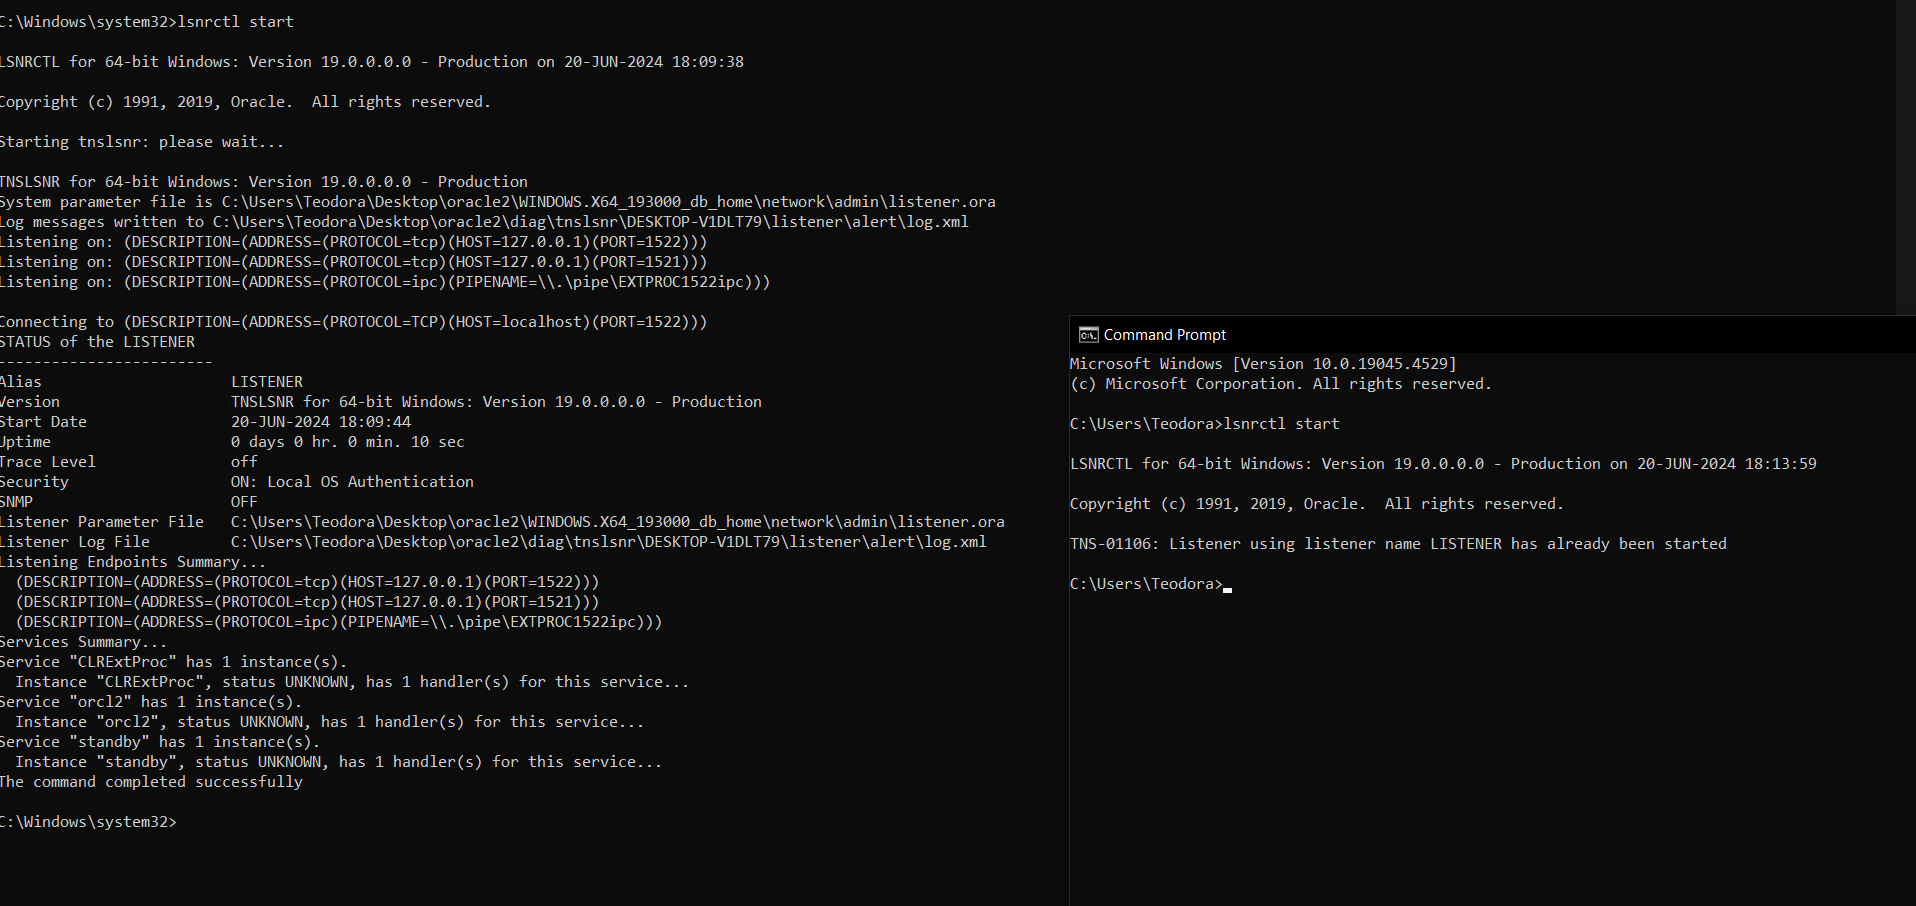 C:\Windows\system32>lsnrctl start
LSNRCTL for 64-bit Windows: Version 19.0.0.0.0 - Production on 20-JUN-2024 18:09:38
Copyright (c) 1991, 2019, Oracle.  All rights reserved.
Starting tnslsnr: please wait...
TNSLSNR for 64-bit Windows: Version 19.0.0.0.0 - Production
System parameter file is C:\Users\Teodora\Desktop\oracle2\WINDOWS.X64_193000_db_home\network\admin\listener.ora
Log messages written to C:\Users\Teodora\Desktop\oracle2\diag\tnslsnr\DESKTOP-V1DLT79\listener\alert\log.xml
Listening on: (DESCRIPTION=(ADDRESS=(PROTOCOL=tcp)(HOST=127.0.0.1)(PORT=1522)))
Listening on: (DESCRIPTION=(ADDRESS=(PROTOCOL=tcp)(HOST=127.0.0.1)(PORT=1521)))
Listening on: (DESCRIPTION=(ADDRESS=(PROTOCOL=ipc)(PIPENAME=\\.\pipe\EXTPROC1522ipc)))
Connecting to (DESCRIPTION=(ADDRESS=(PROTOCOL=TCP)(HOST=localhost)(PORT=1522)))
STATUS of the LISTENER
------------------------
Alias                     LISTENER
Version                   TNSLSNR for 64-bit Windows: Version 19.0.0.0.0 - Production
Start Date                20-JUN-2024 18:09:44
Uptime                    0 days 0 hr. 0 min. 10 sec
Trace Level               off
Security                  ON: Local OS Authentication
SNMP                      OFF
Listener Parameter File   C:\Users\Teodora\Desktop\oracle2\WINDOWS.X64_193000_db_home\network\admin\listener.ora
Listener Log File         C:\Users\Teodora\Desktop\oracle2\diag\tnslsnr\DESKTOP-V1DLT79\listener\alert\log.xml
Listening Endpoints Summary...
  (DESCRIPTION=(ADDRESS=(PROTOCOL=tcp)(HOST=127.0.0.1)(PORT=1522)))
  (DESCRIPTION=(ADDRESS=(PROTOCOL=tcp)(HOST=127.0.0.1)(PORT=1521)))
  (DESCRIPTION=(ADDRESS=(PROTOCOL=ipc)(PIPENAME=\\.\pipe\EXTPROC1522ipc)))
Services Summary...
Service "CLRExtProc" has 1 instance(s).
  Instance "CLRExtProc", status UNKNOWN, has 1 handler(s) for this service...
Service "orcl2" has 1 instance(s).
  Instance "orcl2", status UNKNOWN, has 1 handler(s) for this service...
Service "standby" has 1 instance(s).
  Instance "standby", status UNKNOWN, has 1 handler(s) for this service...
The command completed successfully
C:\Windows\system32>
Command Prompt
Microsoft Windows [Version 10.0.19045.4529]
(c) Microsoft Corporation. All rights reserved.
C:\Users\Teodora>lsnrctl start
LSNRCTL for 64-bit Windows: Version 19.0.0.0.0 - Production on 20-JUN-2024 18:13:59
Copyright (c) 1991, 2019, Oracle.  All rights reserved.
TNS-01106: Listener using listener name LISTENER has already been started
C:\Users\Teodora>